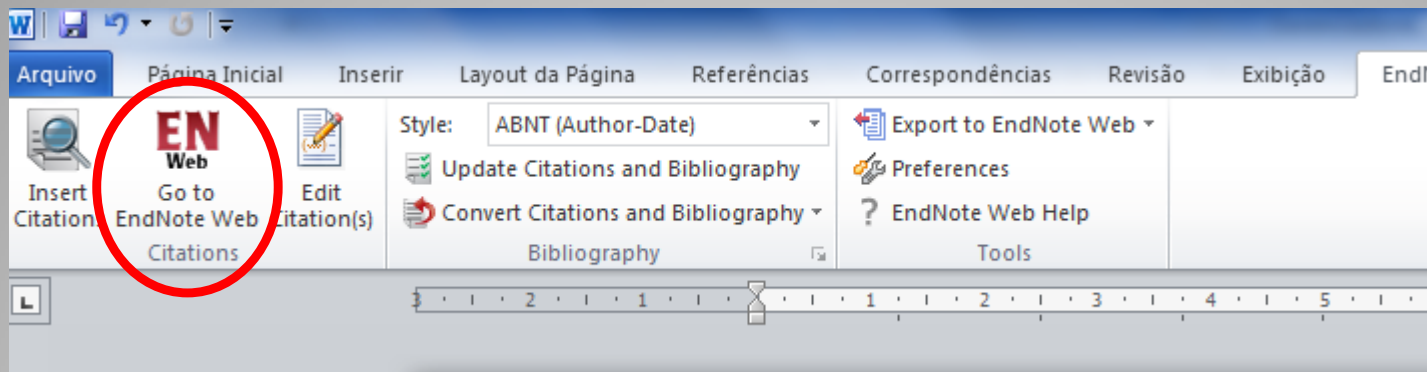 W
Arquivo Página Inicial Inserir Layout da Página Referências Correspondências Revisão Exibição EndN
EN
Web
Insert
Citation
Go to
EndNote Web
Edit
Citation(s)
Citations
Style: ABNT (Author-Date)
Update Citations and Bibliography
Convert Citations and Bibliography
Bibliography
Export to EndNote Web
Preferences
? EndNote Web Help
Tools
L
3 2 1 1 2 3 4 5